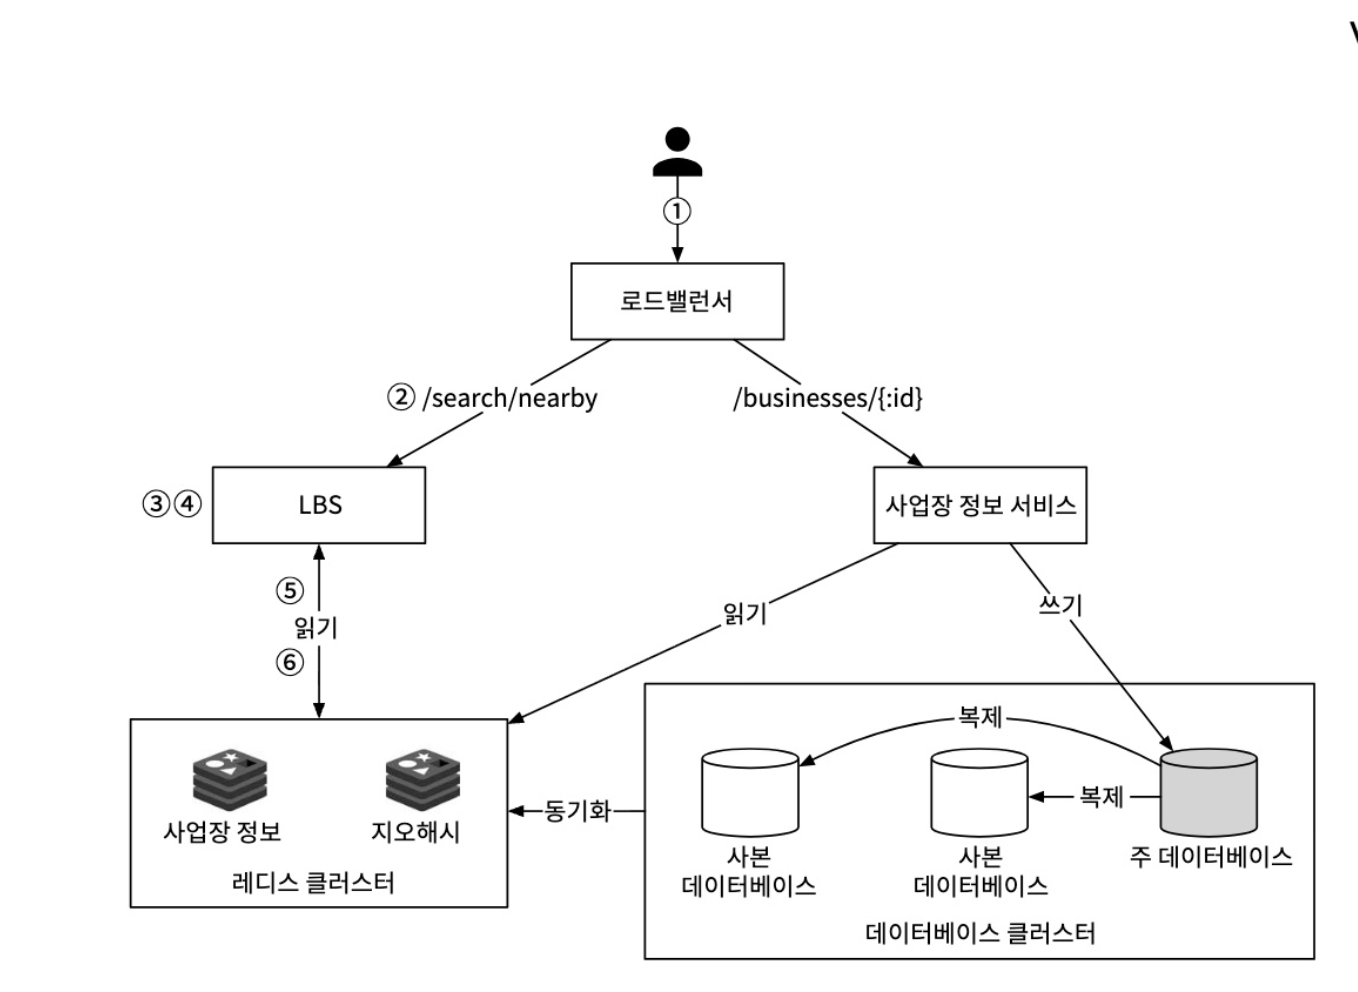 ①
로드밸런서
② /search/nearby
/businesses/{:id}
③④
LBS
사업장 정보 서비스
⑤
읽기
⑥
읽기
쓰기
사업장 정보
지오해시
레디스 클러스터
동기화
복제
복제
사본
데이터베이스
사본
데이터베이스
주 데이터베이스
데이터베이스 클러스터